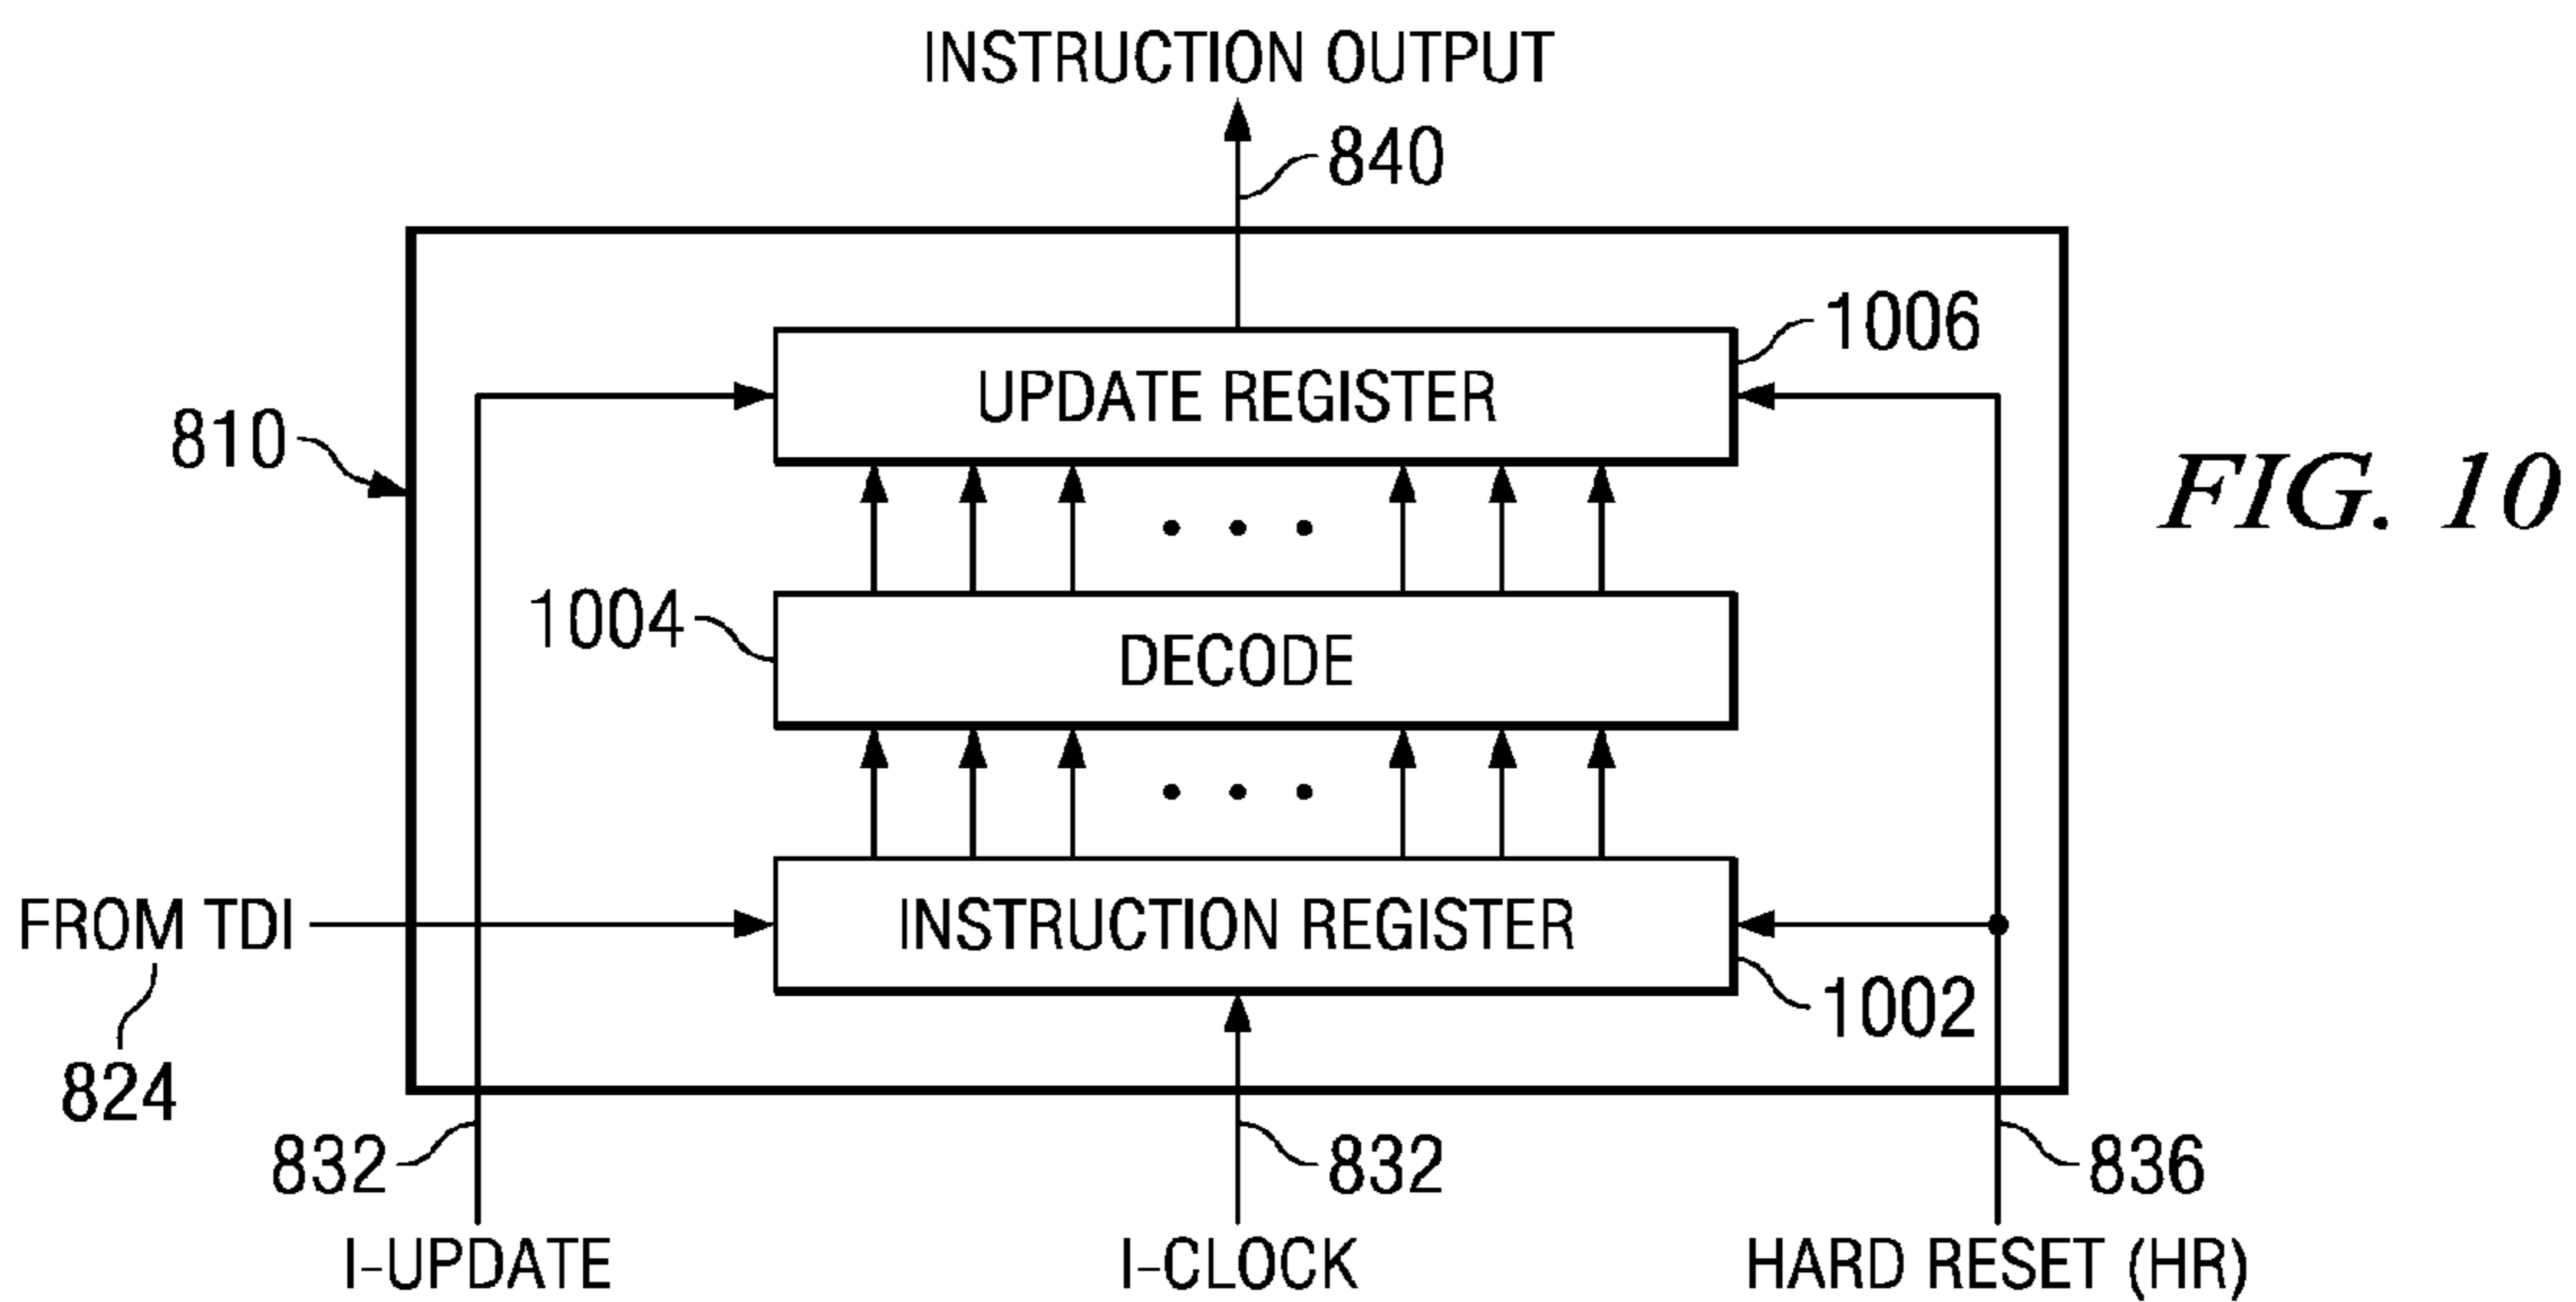 INSTRUCTION OUTPUT
840
1006
UPDATE REGISTER
810
FIG. 10
1004
DECODE
FROM TDI
INSTRUCTION REGISTER
1002
824
832
832
836
I-UPDATE
I-CLOCK
HARD RESET (HR)